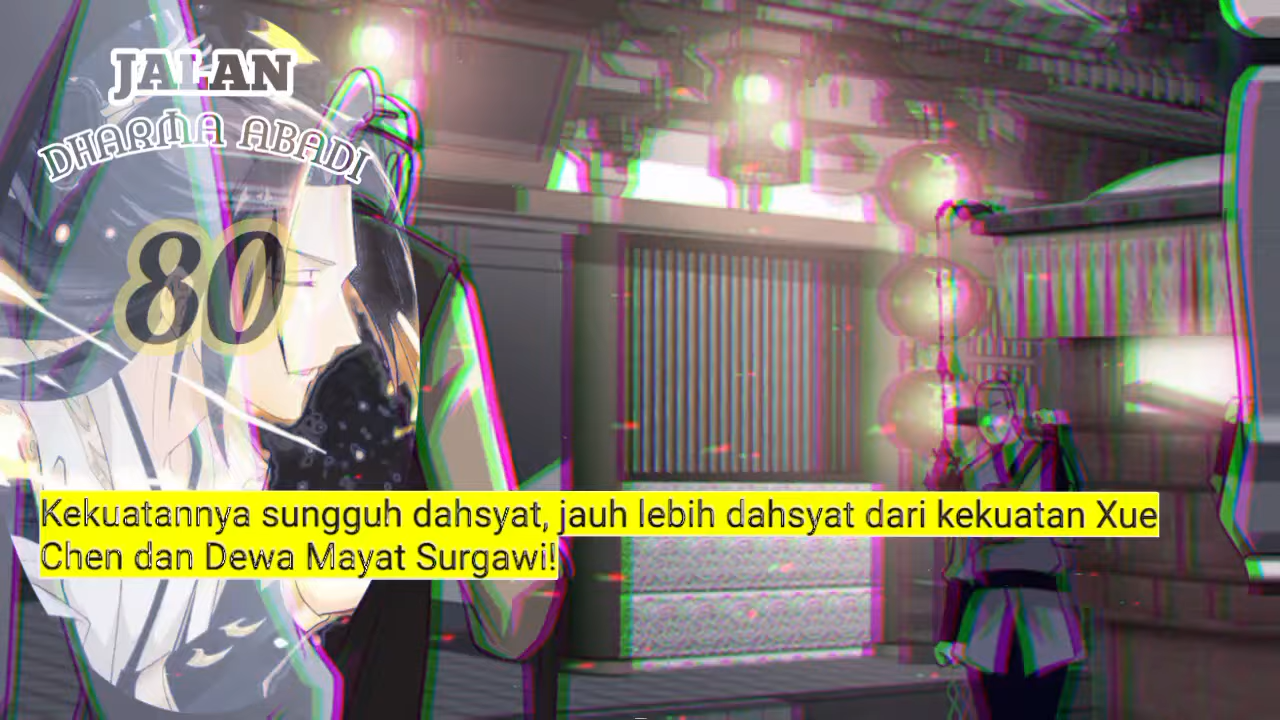 JALAN
DHARMA ABADI
80
Kekuatannya sungguh dahsyat, jauh lebih dahsyat dari kekuatan Xue
Chen dan Dewa Mayat Surgawi!